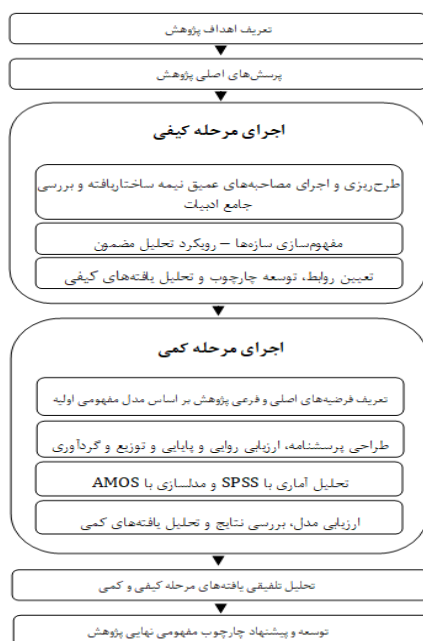 تعریف اهداف پژوهش
پرسش‌های اصلی پژوهش
اجرای مرحله کیفی
طرح‌ریزی و اجرای مصاحبه‌های عمیق نیمه ساختاریافته و بررسی
جامع ادبیات
مفهوم‌سازی سازه‌ها – رویکرد تحلیل مضمون
تعیین روابط، توسعه چارچوب و تحلیل یافته‌های کیفی
اجرای مرحله کمی
تعریف فرضیه‌های اصلی و فرعی پژوهش بر اساس مدل مفهومی اولیه
طراحی پرسشنامه، ارزیابی روایی و پایایی و توزیع و گردآوری
تحلیل آماری با SPSS و مدلسازی با AMOS
ارزیابی مدل، بررسی نتایج و تحلیل یافته‌های کمی
تحلیل تلفیقی یافته‌های مرحله کیفی و کمی
توسعه و پیشنهاد چارچوب مفهومی نهایی پژوهش